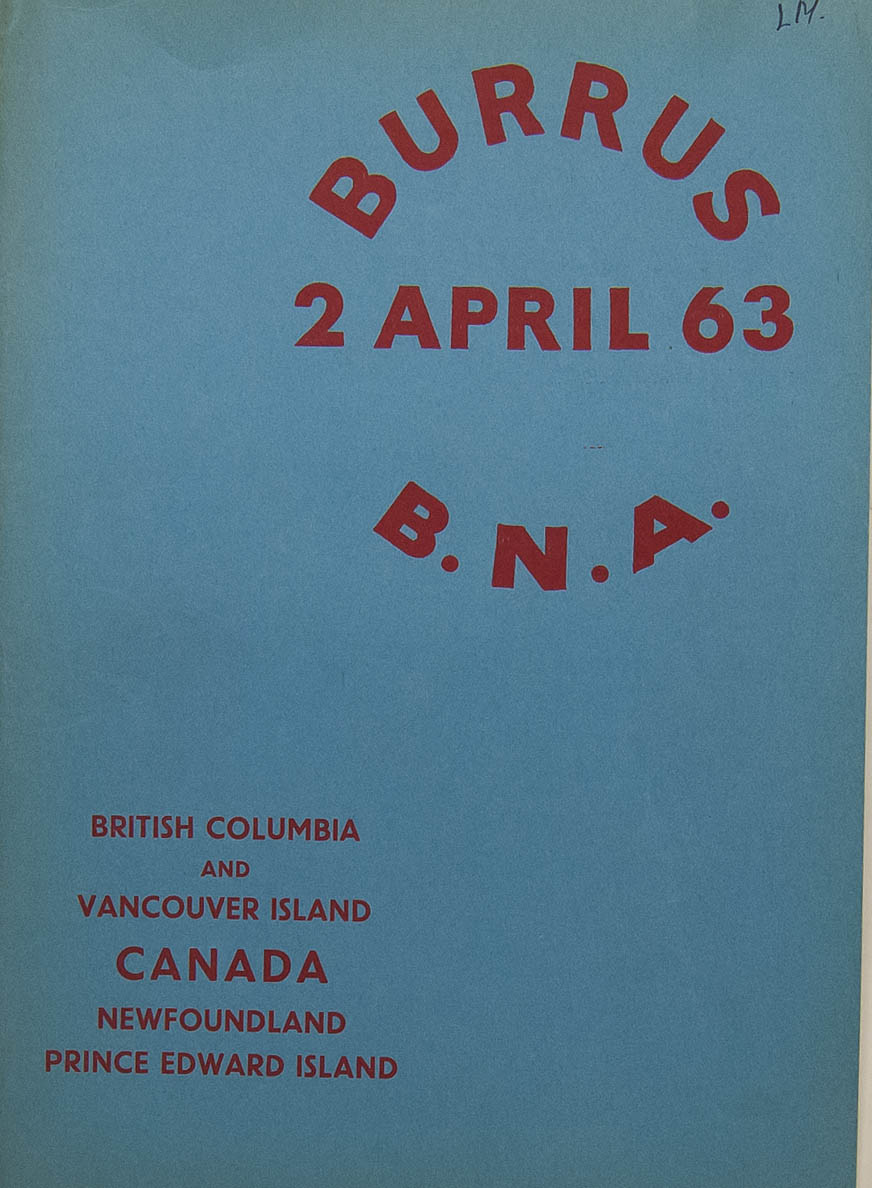 LM.
BURRUS
2 APRIL 63
B.N.A.
BRITISH COLUMBIA
AND
VANCOUVER ISLAND
CANADA
NEWFOUNDLAND
PRINCE EDWARD ISLAND